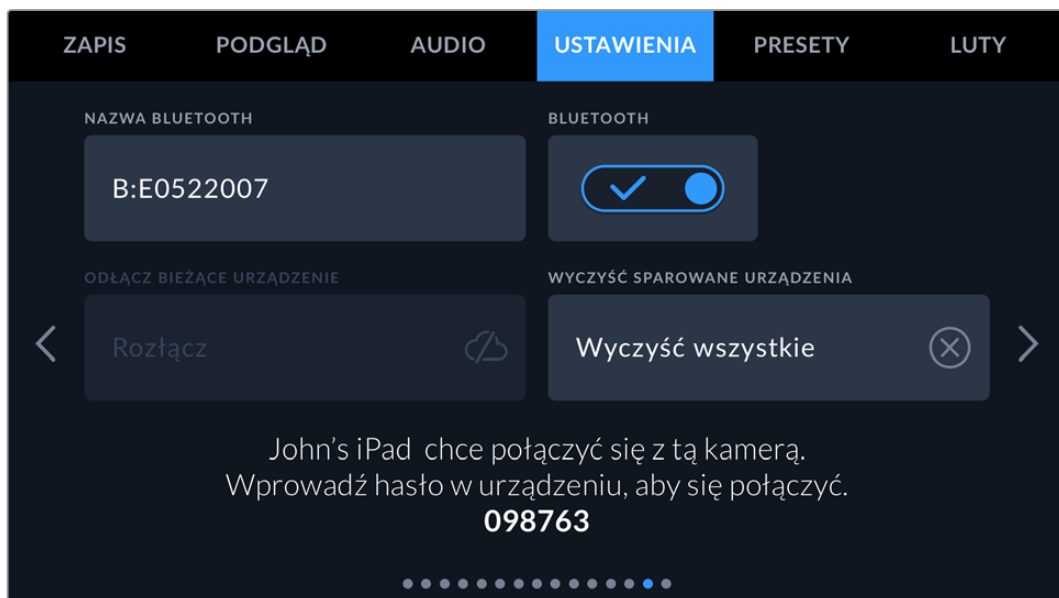 ZAPIS PODGLĄD AUDIO USTAWIENIA PRESETY LUTY
NAZWA BLUETOOTH BLUETOOTH
B:E0522007
ODŁĄCZ BIEŻĄCE URZĄDZENIE WYCZYŚĆ SPAROWANE URZĄDZENIA
Rozłącz Wyczyść wszystkie
John’s iPad chce połączyć się z tą kamerą.
Wprowadź hasło w urządzeniu, aby się połączyć.
098763